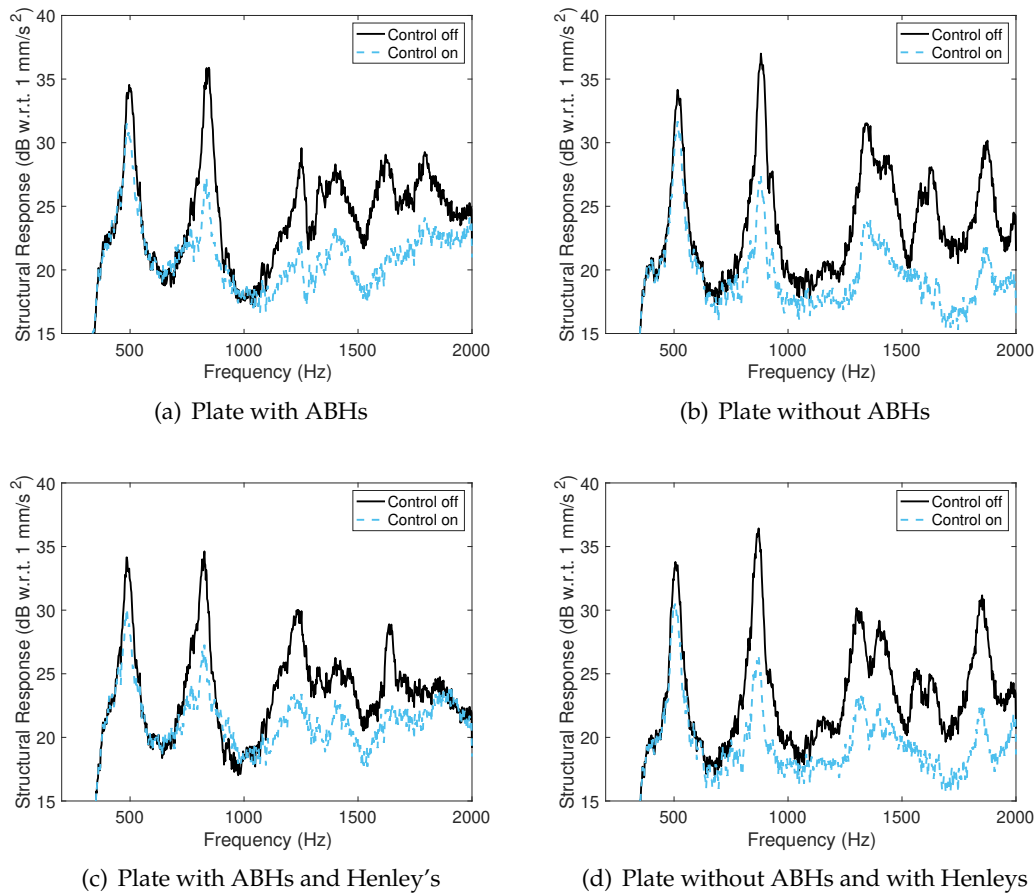 40
35
30
25
20
15
Structural Response (dB w.r.t. 1 mm/s²)
Control off
Control on
500 1000 1500 2000
Frequency (Hz)
(a) Plate with ABHs
40
35
30
25
20
15
Structural Response (dB w.r.t. 1 mm/s²)
Control off
Control on
500 1000 1500 2000
Frequency (Hz)
(b) Plate without ABHs
40
35
30
25
20
15
Structural Response (dB w.r.t. 1 mm/s²)
Control off
Control on
500 1000 1500 2000
Frequency (Hz)
(c) Plate with ABHs and Henley's
40
35
30
25
20
15
Structural Response (dB w.r.t. 1 mm/s²)
Control off
Control on
500 1000 1500 2000
Frequency (Hz)
(d) Plate without ABHs and with Henleys